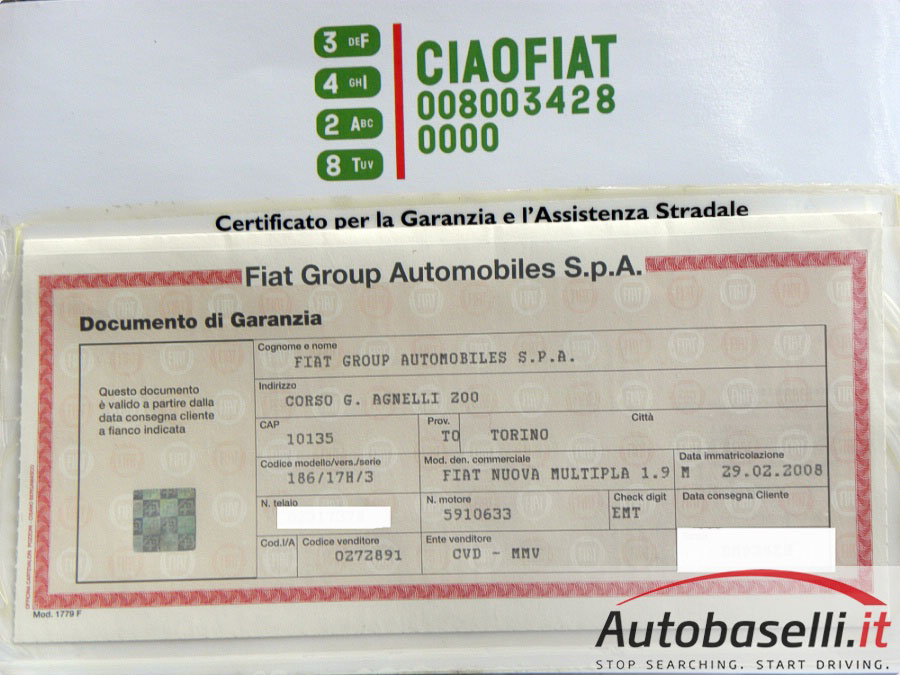 3 DEF
4 GHI
2 ABC
8 TUV
CIAOFIAT
008003428
0000
Certificato per la Garanzia e l'Assistenza Stradale
Fiat Group Automobiles S.p.A.
Documento di Garanzia
Questo documento
è valido a partire dalla
data consegna cliente
a fianco indicata
Cognome e nome
FIAT GROUP AUTOMOBILES S.P.A.
Indirizzo
CORSO G. AGNELLI 200
CAP Prov. Città
10135 TO TORINO
Codice modello/vers./serie Mod. den. commerciale Data immatricolazione
186/17H/3 FIAT NUOVA MULTIPLA 1.9 M 29.02.2008
N. telaio N. motore Check digit Data consegna Cliente
5910633 EMT
Cod.I/A Codice venditore Ente venditore
0272891 CVD - MMV
Mod. 1779 F
Autobaselli.it
STOP SEARCHING. START DRIVING.